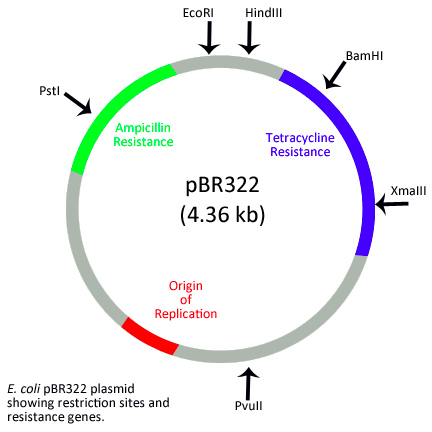 EcoRI
HindIII
BamHI
PstI
Ampicillin
Resistance
Tetracycline
Resistance
pBR322
(4.36 kb)
XmaIII
Origin
of
Replication
E. coli pBR322 plasmid
showing restriction sites and
resistance genes.
PvuII